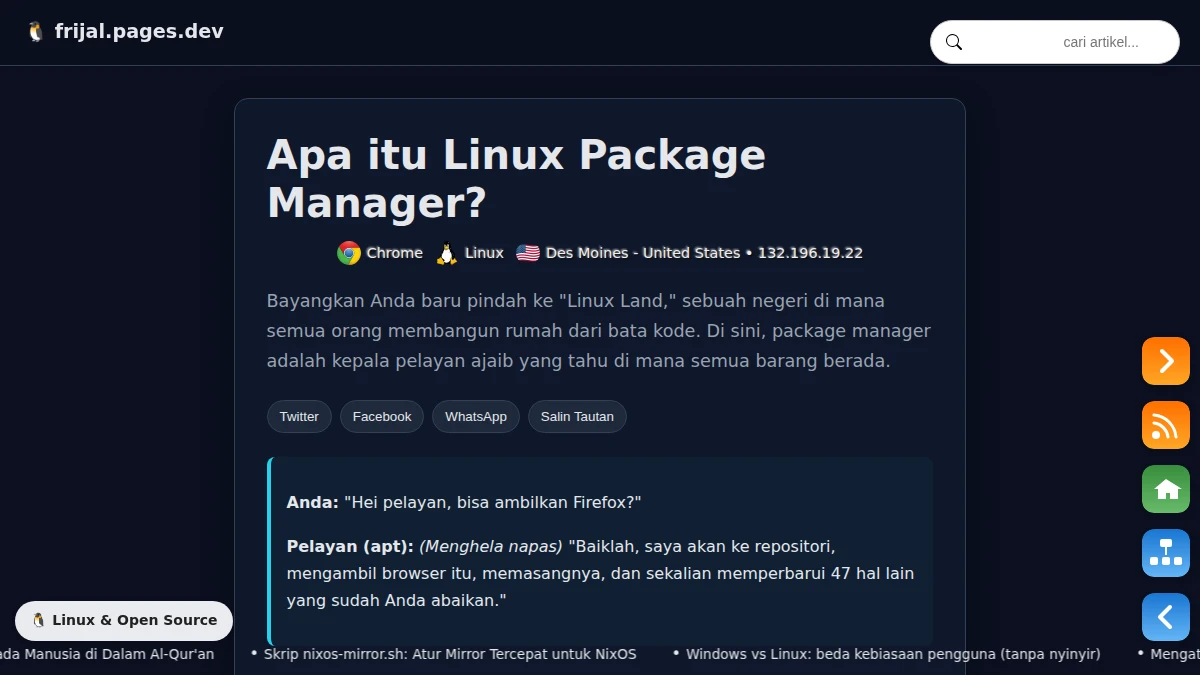 frijal.pages.dev
cari artikel...
Apa itu Linux Package
Manager?
Chrome Linux Des Moines - United States • 132.196.19.22
Bayangkan Anda baru pindah ke "Linux Land," sebuah negeri di mana
semua orang membangun rumah dari bata kode. Di sini, package manager
adalah kepala pelayan ajaib yang tahu di mana semua barang berada.
Twitter Facebook WhatsApp Salin Tautan
Anda: "Hei pelayan, bisa ambilkan Firefox?"
Pelayan (apt): (Menghela napas) "Baiklah, saya akan ke repositori,
mengambil browser itu, memasangnya, dan sekalian memperbarui 47 hal lain
yang sudah Anda abaikan."
Linux & Open Source
Manusia di Dalam Al-Qur'an • Skrip nixos-mirror.sh: Atur Mirror Tercepat untuk NixOS • Windows vs Linux: beda kebiasaan pengguna (tanpa nyinyir) •